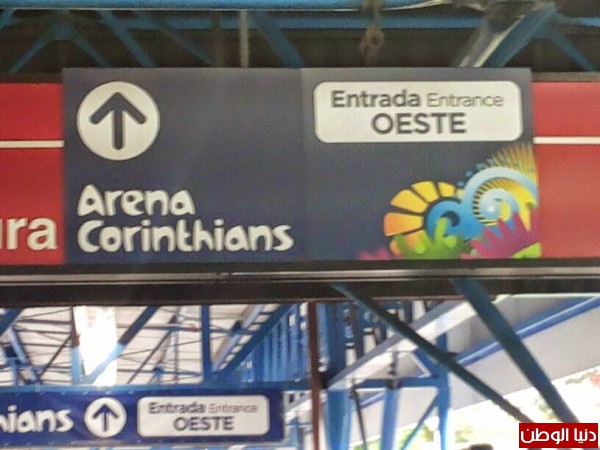 Entrada Entrance
OESTE
Arena
Corinthians
ura
hians
Entrada Entrance
OESTE
دنيا الوطن